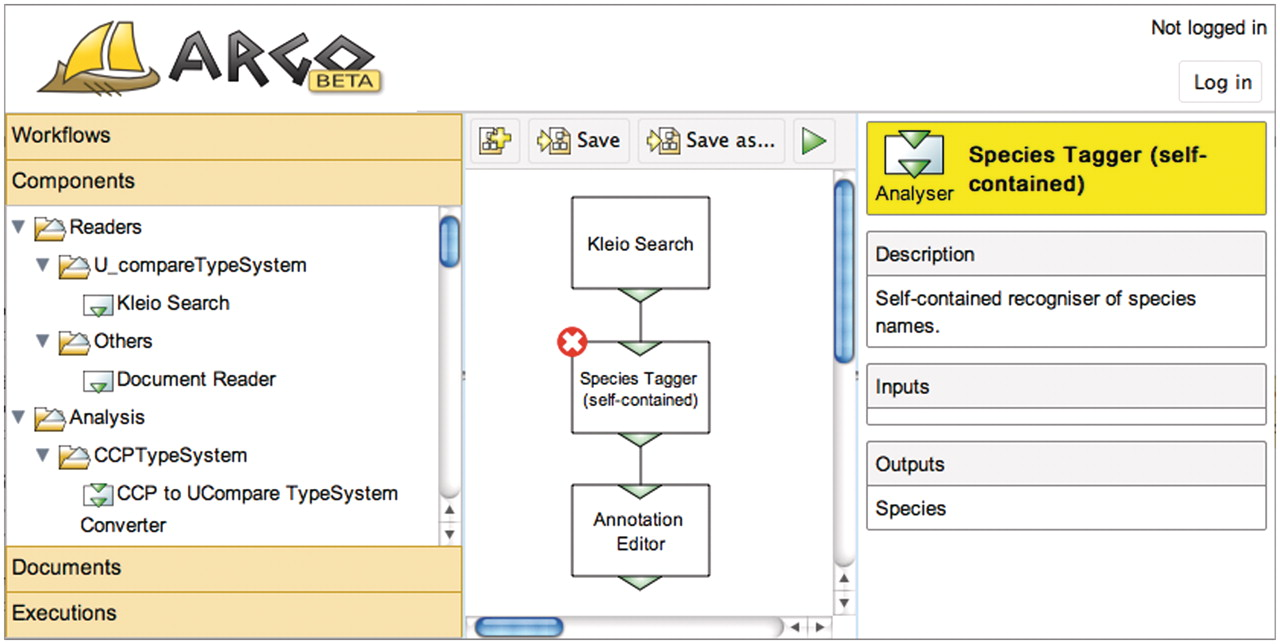 ARGO
BETA
Not logged in
Log in
Workflows
Components
Readers
U_compareTypeSystem
Kleio Search
Others
Document Reader
Analysis
CCPTypeSystem
CCP to UCompare TypeSystem
Converter
Documents
Executions
Save
Save as...
Kleio Search
Species Tagger
(self-contained)
Annotation
Editor
Analyser
Species Tagger (self-
contained)
Description
Self-contained recogniser of species
names.
Inputs
Outputs
Species